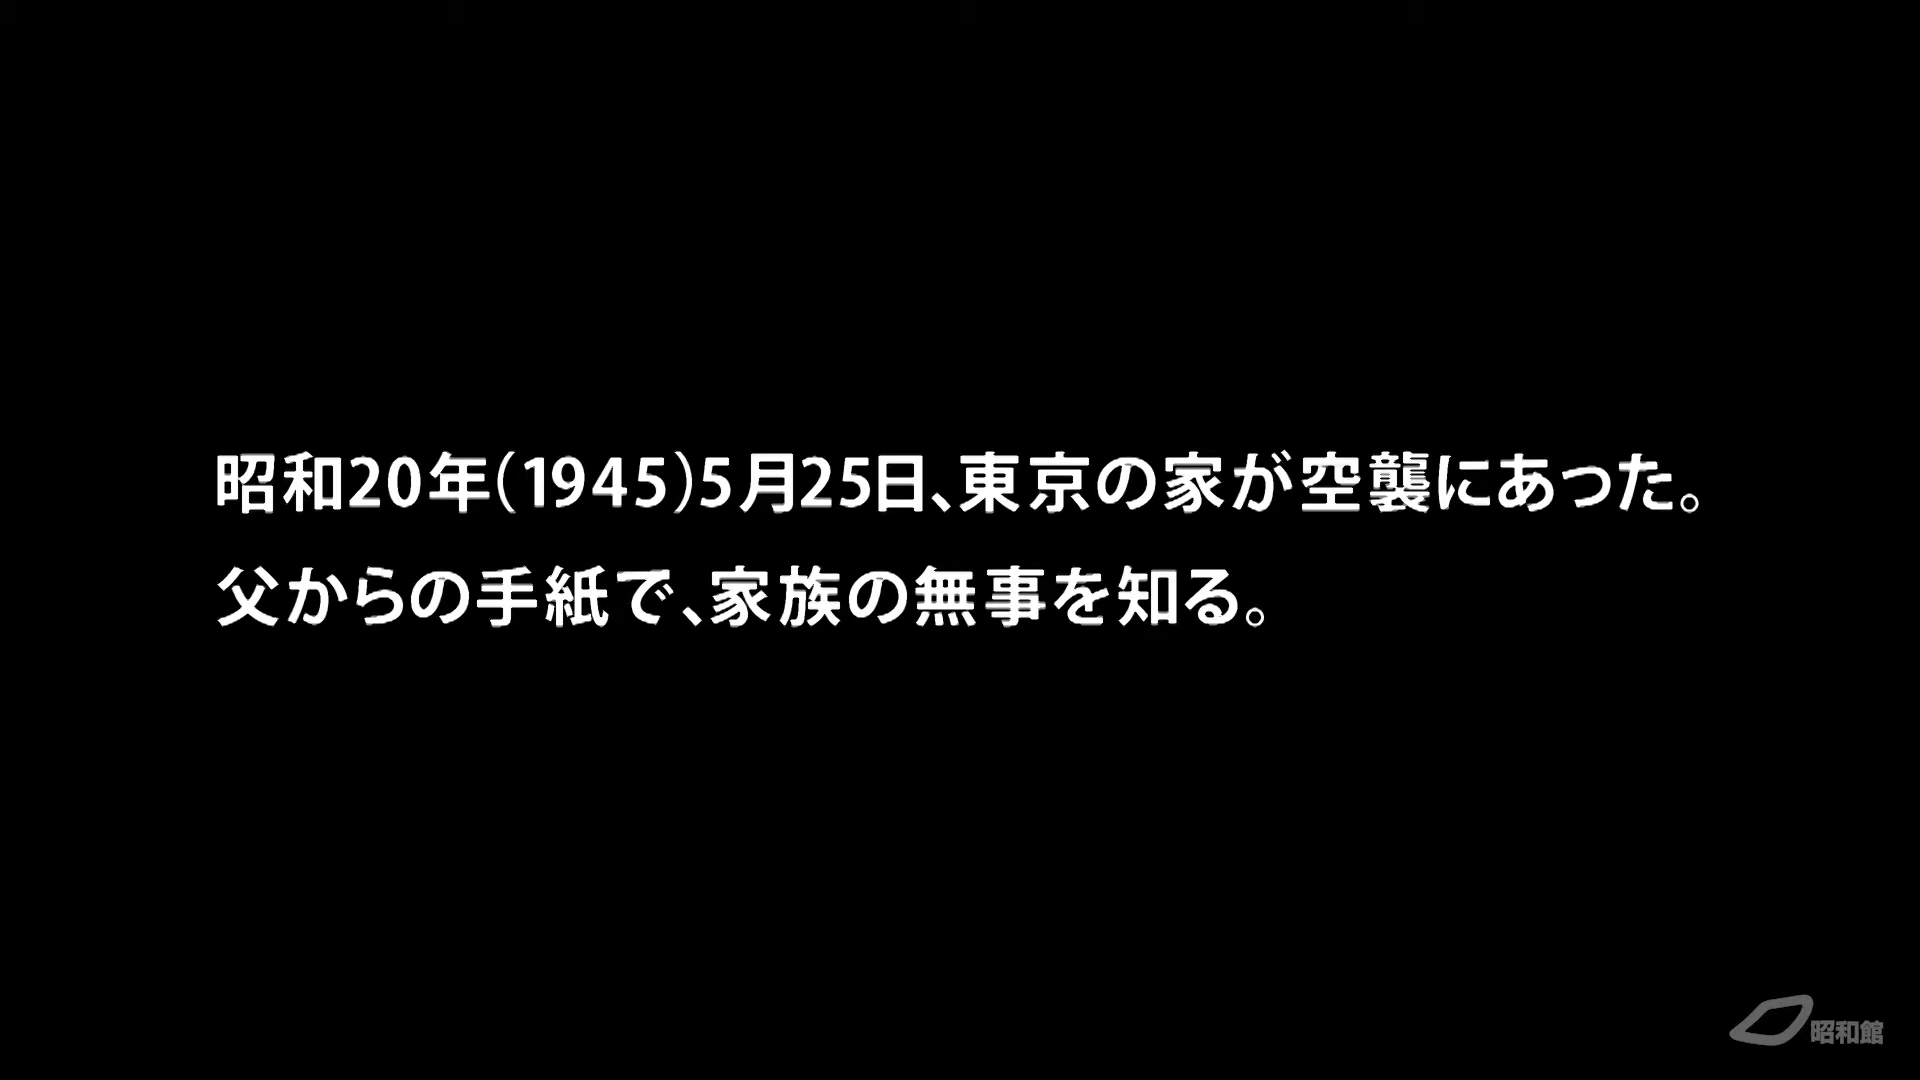 昭和20年(1945)5月25日、東京の家が空襲にあった。
父からの手紙で、家族の無事を知る。
昭和館